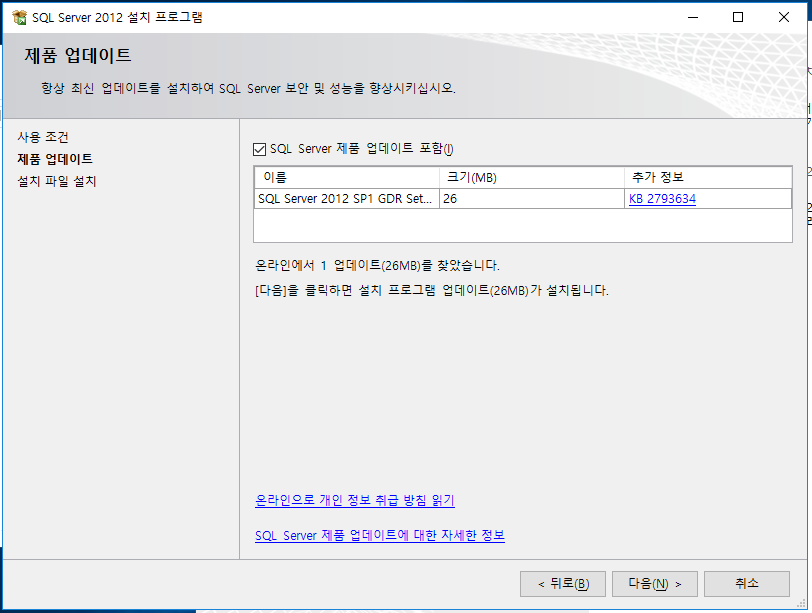 SQL Server 2012 설치 프로그램
제품 업데이트
항상 최신 업데이트를 설치하여 SQL Server 보안 및 성능을 향상시키십시오.
사용 조건
제품 업데이트
설치 파일 설치
SQL Server 제품 업데이트 포함(I)
이름 크기(MB) 추가 정보
SQL Server 2012 SP1 GDR Set... 26 KB 2793634
온라인에서 1 업데이트(26MB)를 찾았습니다.
[다음]을 클릭하면 설치 프로그램 업데이트(26MB)가 설치됩니다.
온라인으로 개인 정보 취급 방침 읽기
SQL Server 제품 업데이트에 대한 자세한 정보
< 뒤로(B) 다음(N) > 취소